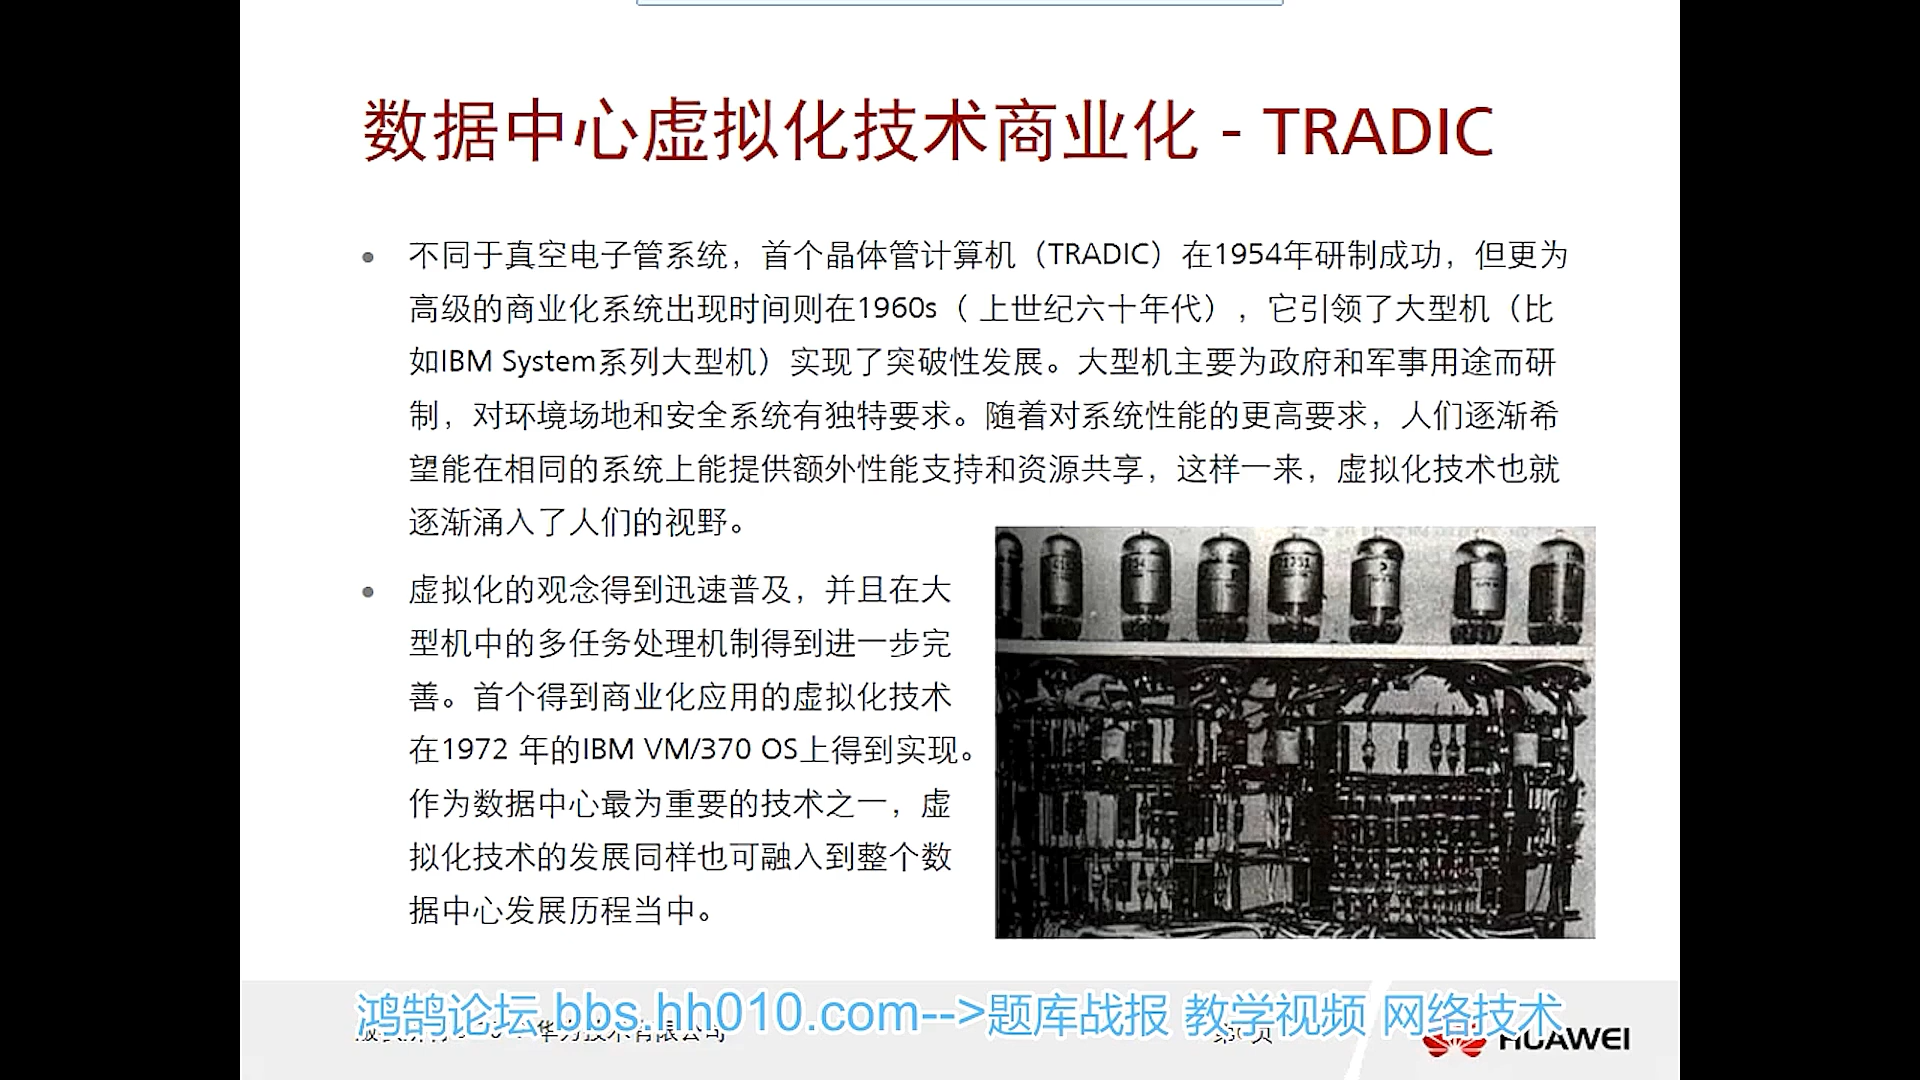 数据中心虚拟化技术商业化 - TRADIC
不同于真空电子管系统，首个晶体管计算机（TRADIC）在1954年研制成功，但更为
高级的商业化系统出现时间则在1960s（ 上世纪六十年代），它引领了大型机（比
如IBM System系列大型机）实现了突破性发展。大型机主要为政府和军事用途而研
制，对环境场地和安全系统有独特要求。随着对系统性能的更高要求，人们逐渐希
望能在相同的系统上能提供额外性能支持和资源共享，这样一来，虚拟化技术也就
逐渐涌入了人们的视野。
虚拟化的观念得到迅速普及，并且在大
型机中的多任务处理机制得到进一步完
善。首个得到商业化应用的虚拟化技术
在1972 年的IBM VM/370 OS上得到实现。
作为数据中心最为重要的技术之一，虚
拟化技术的发展同样也可融入到整个数
据中心发展历程当中。
鸿鹄论坛 bbs.hh010.com-->题库战报 教学视频 网络技术
华为技术有限公司
HUAWEI